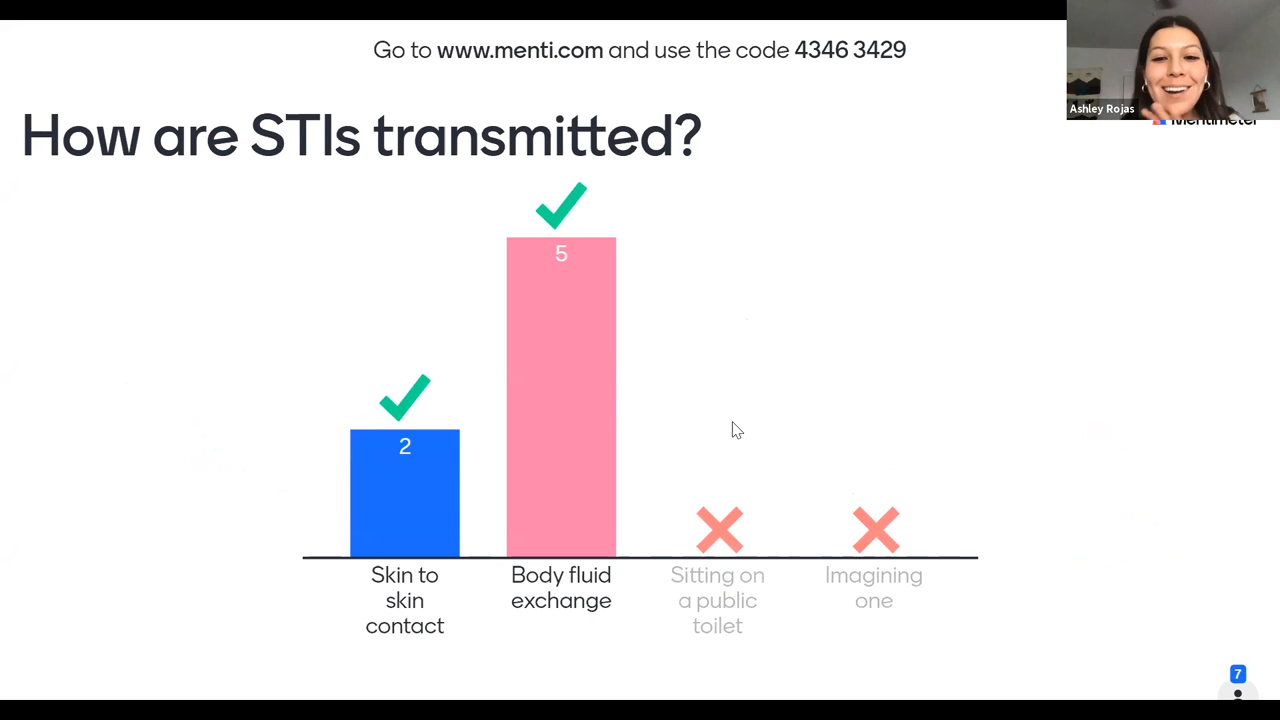 Go to www.menti.com and use the code 4346 3429
Ashley Rojas
Mentimeter
How are STIs transmitted?
5
2
Skin to
skin
contact
Body fluid
exchange
Sitting on
a public
toilet
Imagining
one
7